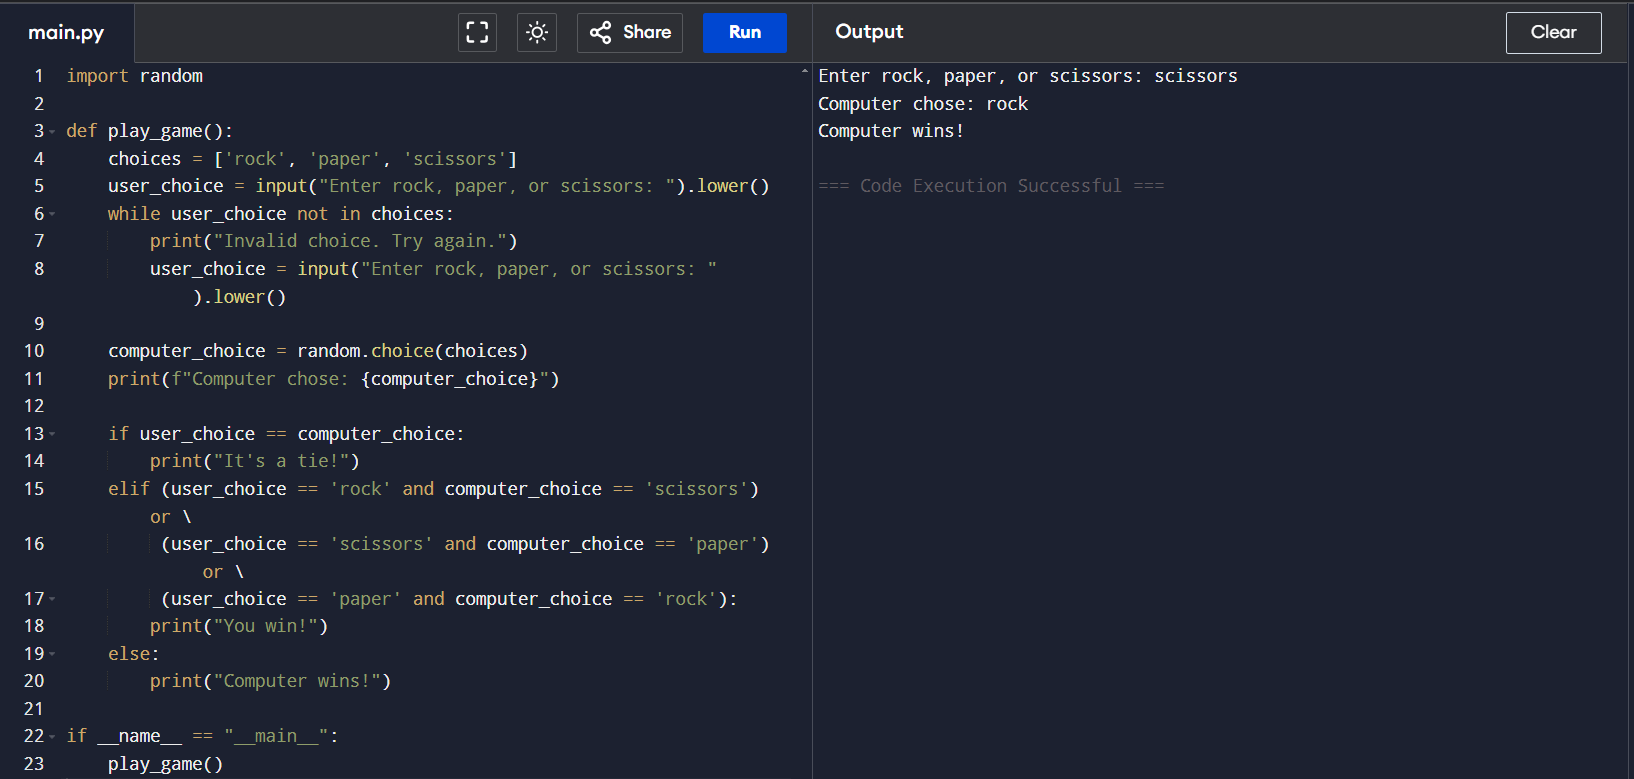 main.py
Share
Run
Output
Clear
1 import random
2
3 def play_game():
4     choices = ['rock', 'paper', 'scissors']
5     user_choice = input("Enter rock, paper, or scissors: ").lower()
6     while user_choice not in choices:
7         print("Invalid choice. Try again.")
8         user_choice = input("Enter rock, paper, or scissors: "
            ).lower()
9
10     computer_choice = random.choice(choices)
11     print(f"Computer chose: {computer_choice}")
12
13     if user_choice == computer_choice:
14         print("It's a tie!")
15     elif (user_choice == 'rock' and computer_choice == 'scissors')
        or \
16          (user_choice == 'scissors' and computer_choice == 'paper')
             or \
17          (user_choice == 'paper' and computer_choice == 'rock'):
18         print("You win!")
19     else:
20         print("Computer wins!")
21
22 if __name__ == "__main__":
23     play_game()
Enter rock, paper, or scissors: scissors
Computer chose: rock
Computer wins!
=== Code Execution Successful ===